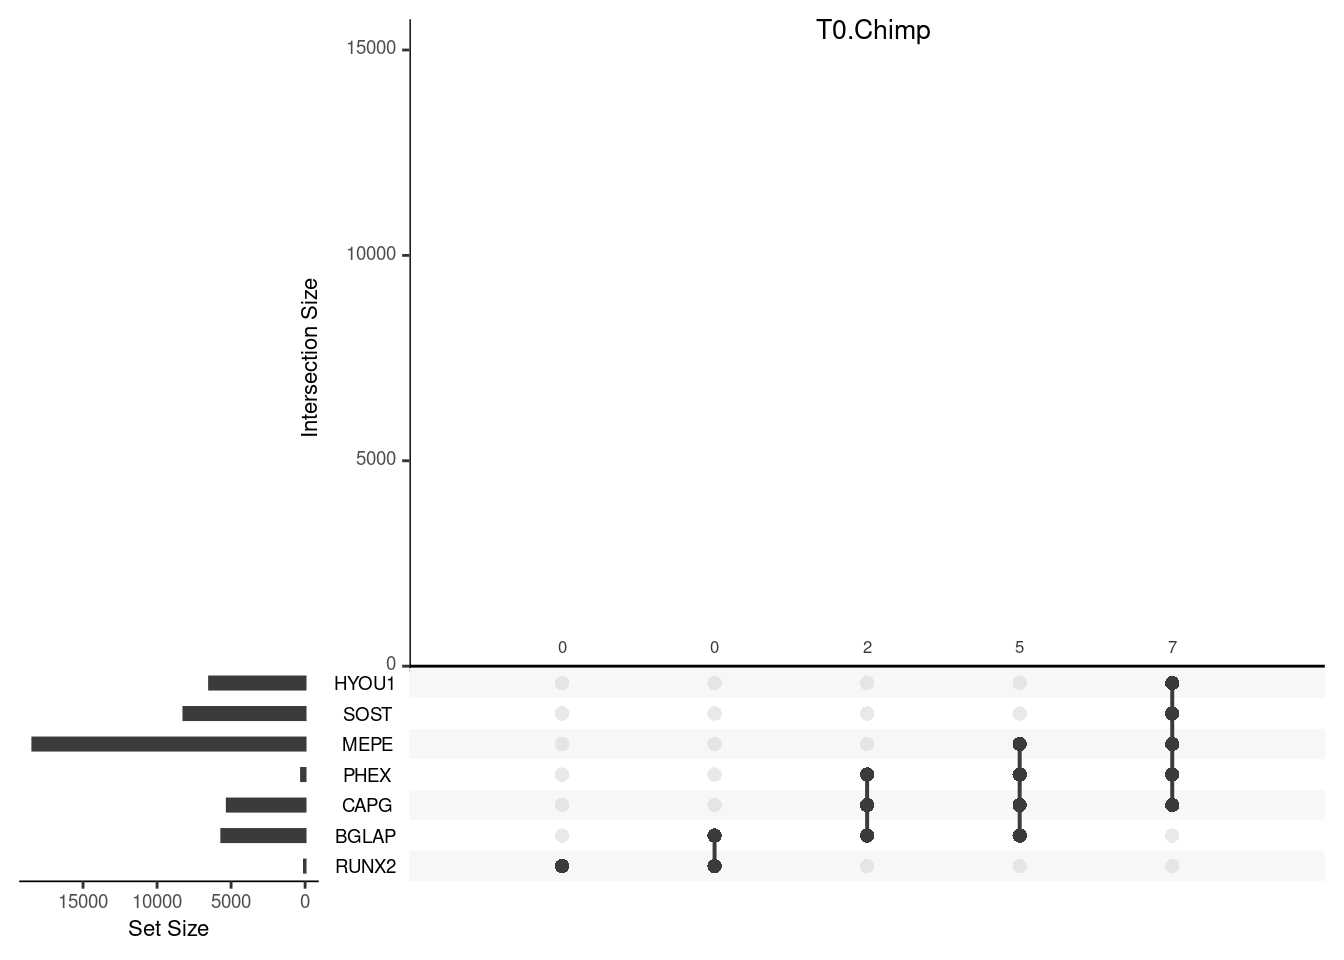 T0.Chimp
15000
10000
5000
0
Intersection Size
0 0 2 5 7
HYOU1
SOST
MEPE
PHEX
CAPG
BGLAP
RUNX2
15000 10000 5000 0
Set Size